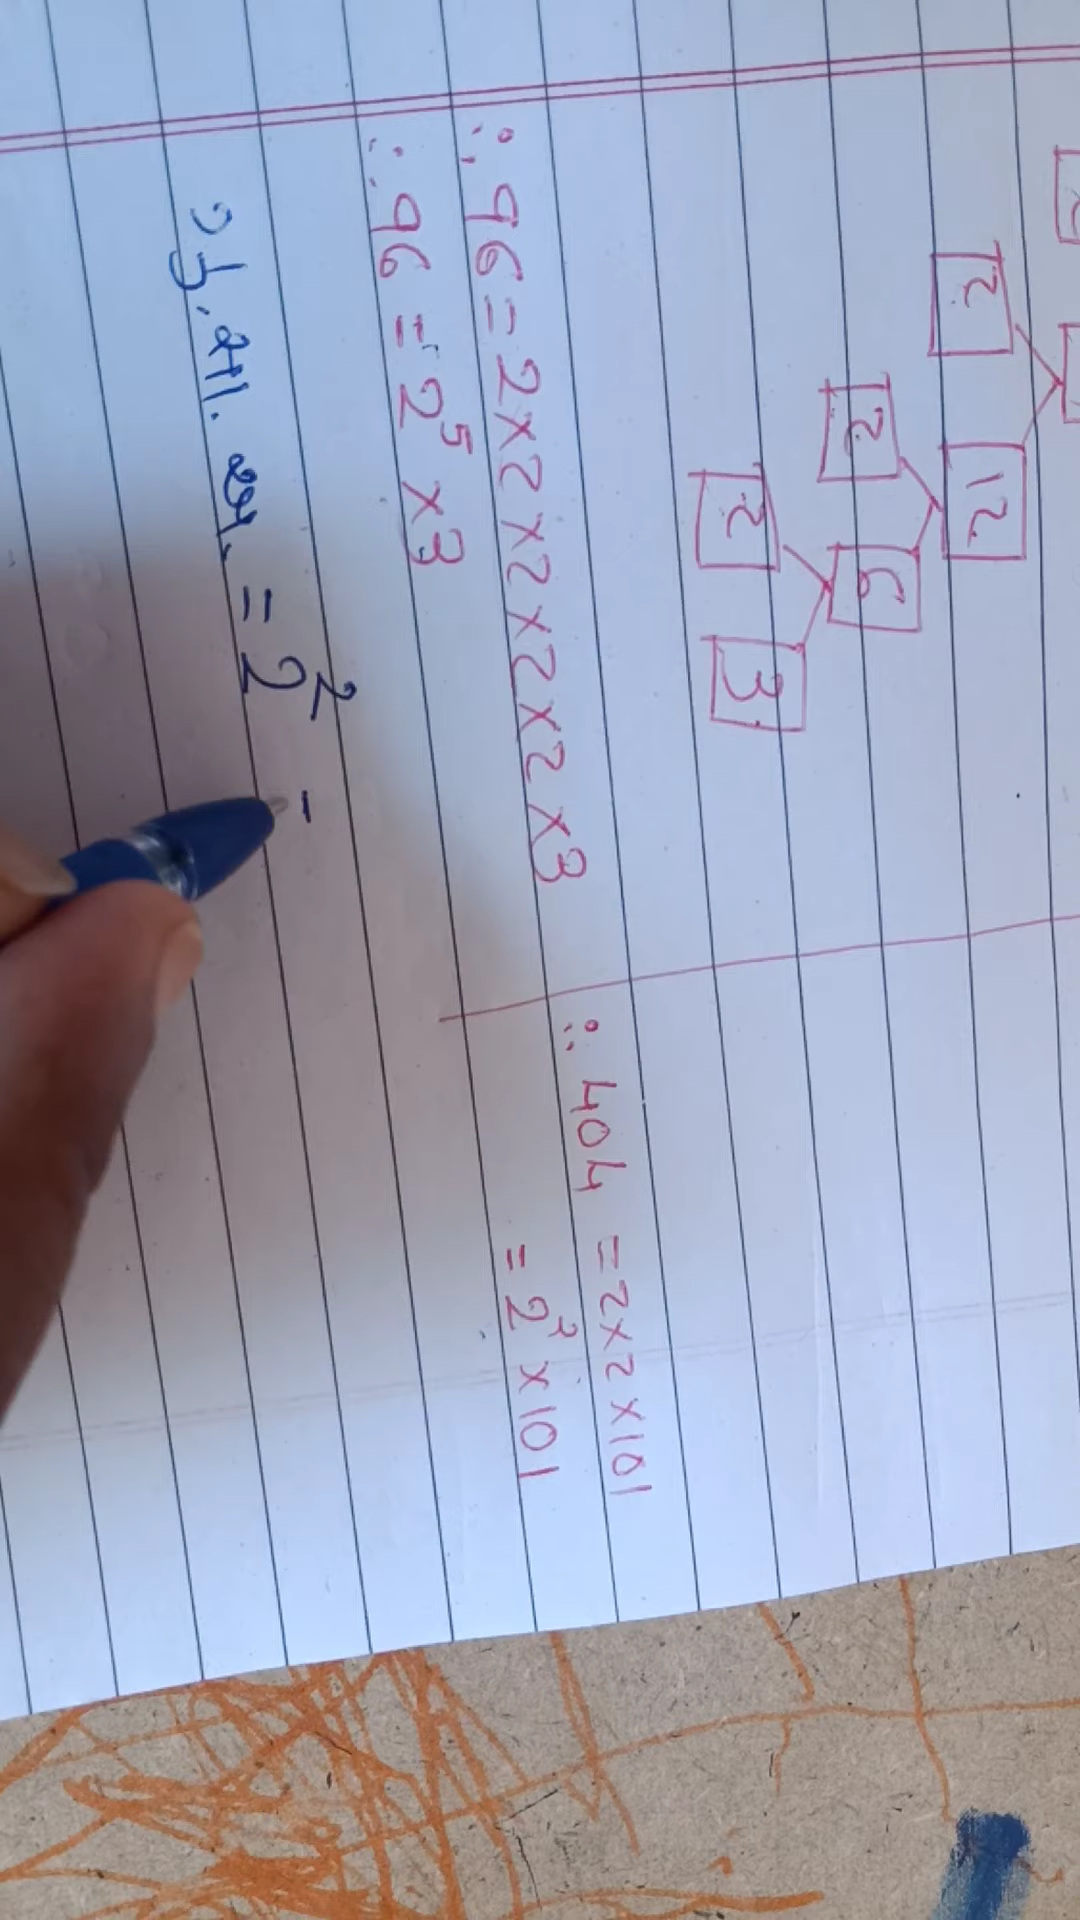 2 12
2 6
2 3
∴ 96 = 2×2×2×2×2×3
∴ 96 = 2⁵ ×3
∴ 404 = 2×2×101
= 2² ×101
ગુ.સા.અ. = 2² -